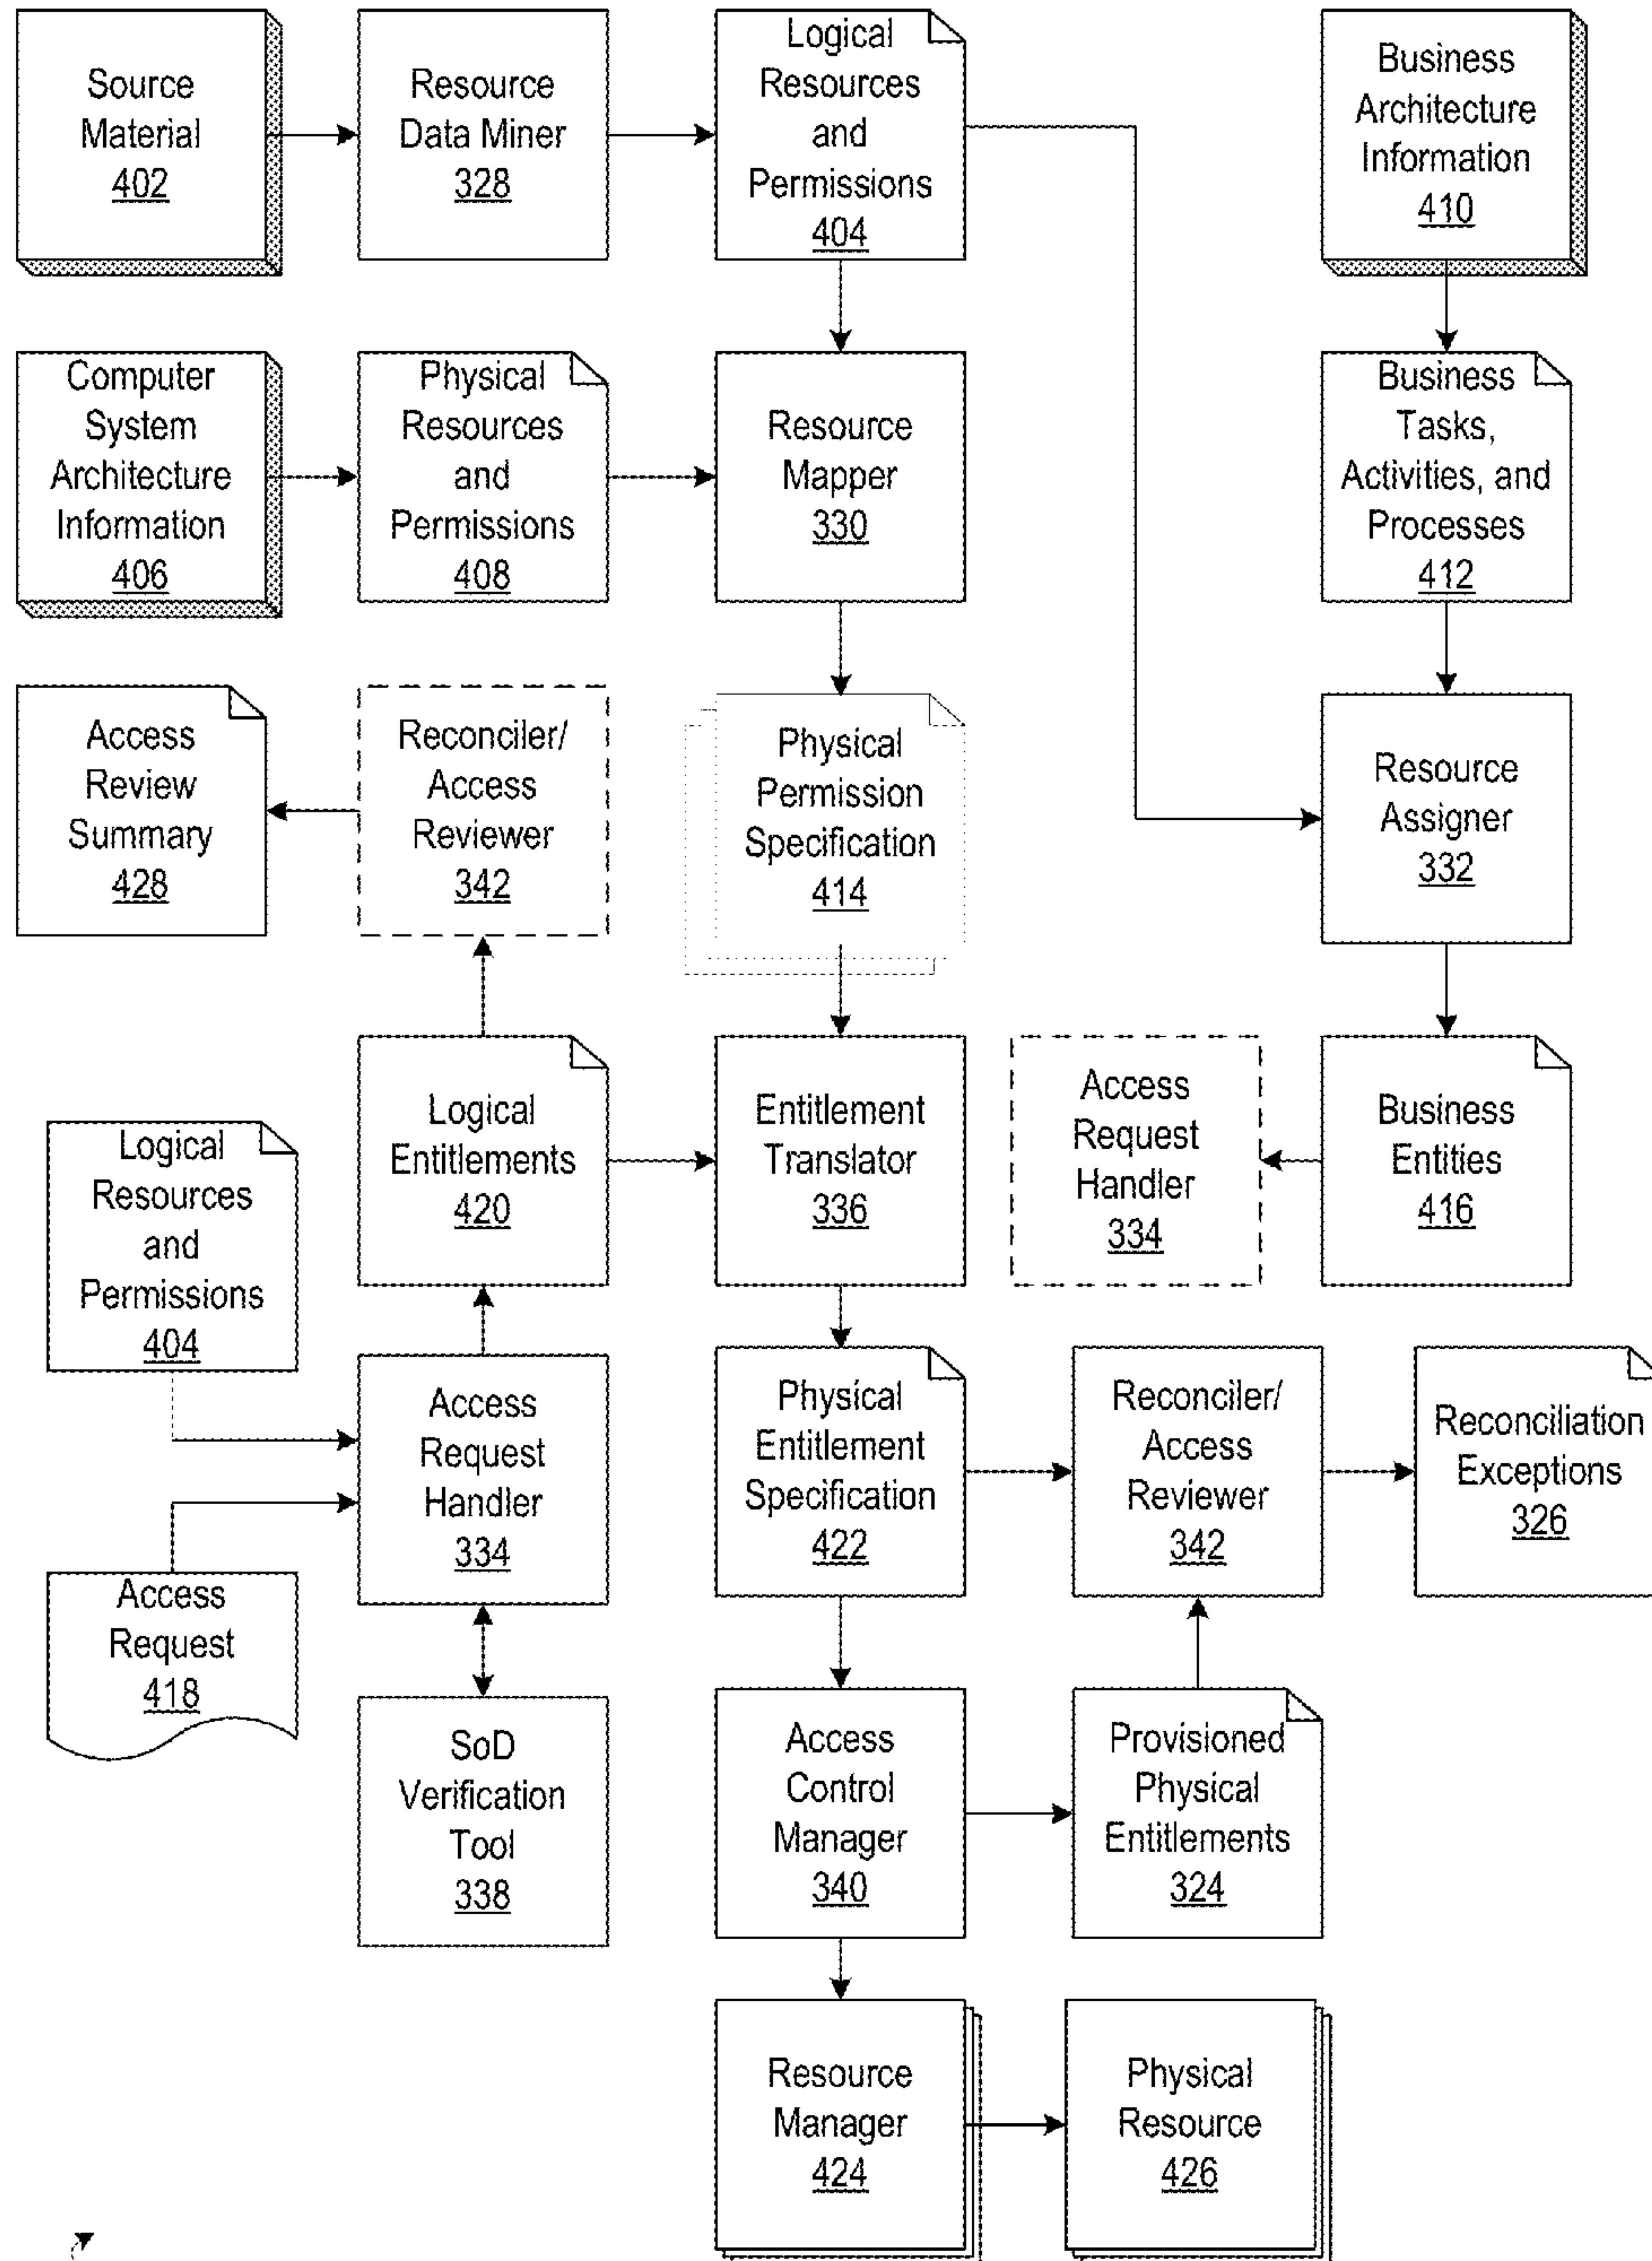 Source
Material
402
Resource
Data Miner
328
Logical
Resources
and
Permissions
404
Business
Architecture
Information
410
Computer
System
Architecture
Information
406
Physical
Resources
and
Permissions
408
Resource
Mapper
330
Business
Tasks,
Activities, and
Processes
412
Access
Review
Summary
428
Reconciler/
Access
Reviewer
342
Physical
Permission
Specification
414
Resource
Assigner
332
Logical
Resources
and
Permissions
404
Logical
Entitlements
420
Entitlement
Translator
336
Access
Request
Handler
334
Business
Entities
416
Access
Request
418
Access
Request
Handler
334
Physical
Entitlement
Specification
422
Reconciler/
Access
Reviewer
342
Reconciliation
Exceptions
326
SoD
Verification
Tool
338
Access
Control
Manager
340
Provisioned
Physical
Entitlements
324
Resource
Manager
424
Physical
Resource
426